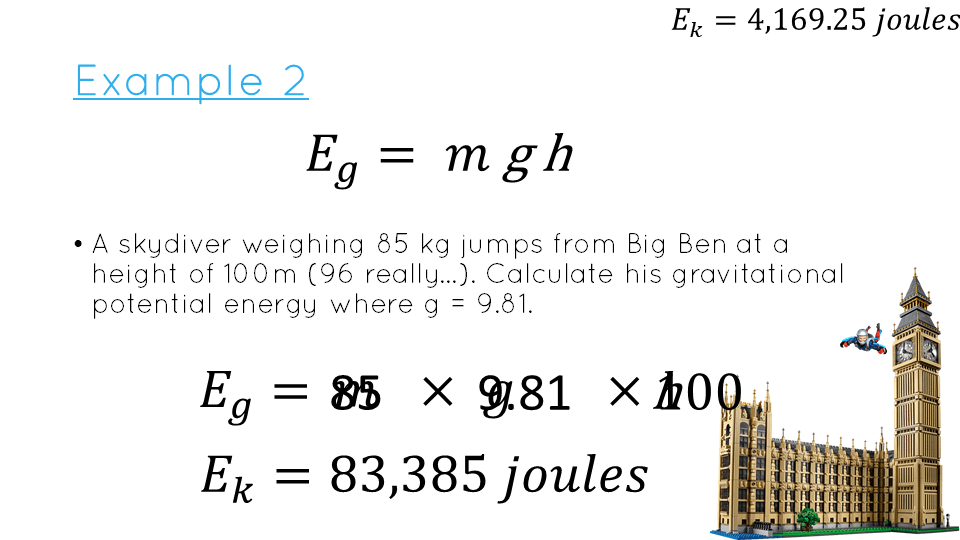 E_k = 4,169.25 joules
Example 2
E_g = m g h
• A skydiver weighing 85 kg jumps from Big Ben at a
height of 100m (96 really...). Calculate his gravitational
potential energy where g = 9.81.
E_g = 85 m × 9.81 g × h 100
E_k = 83,385 joules